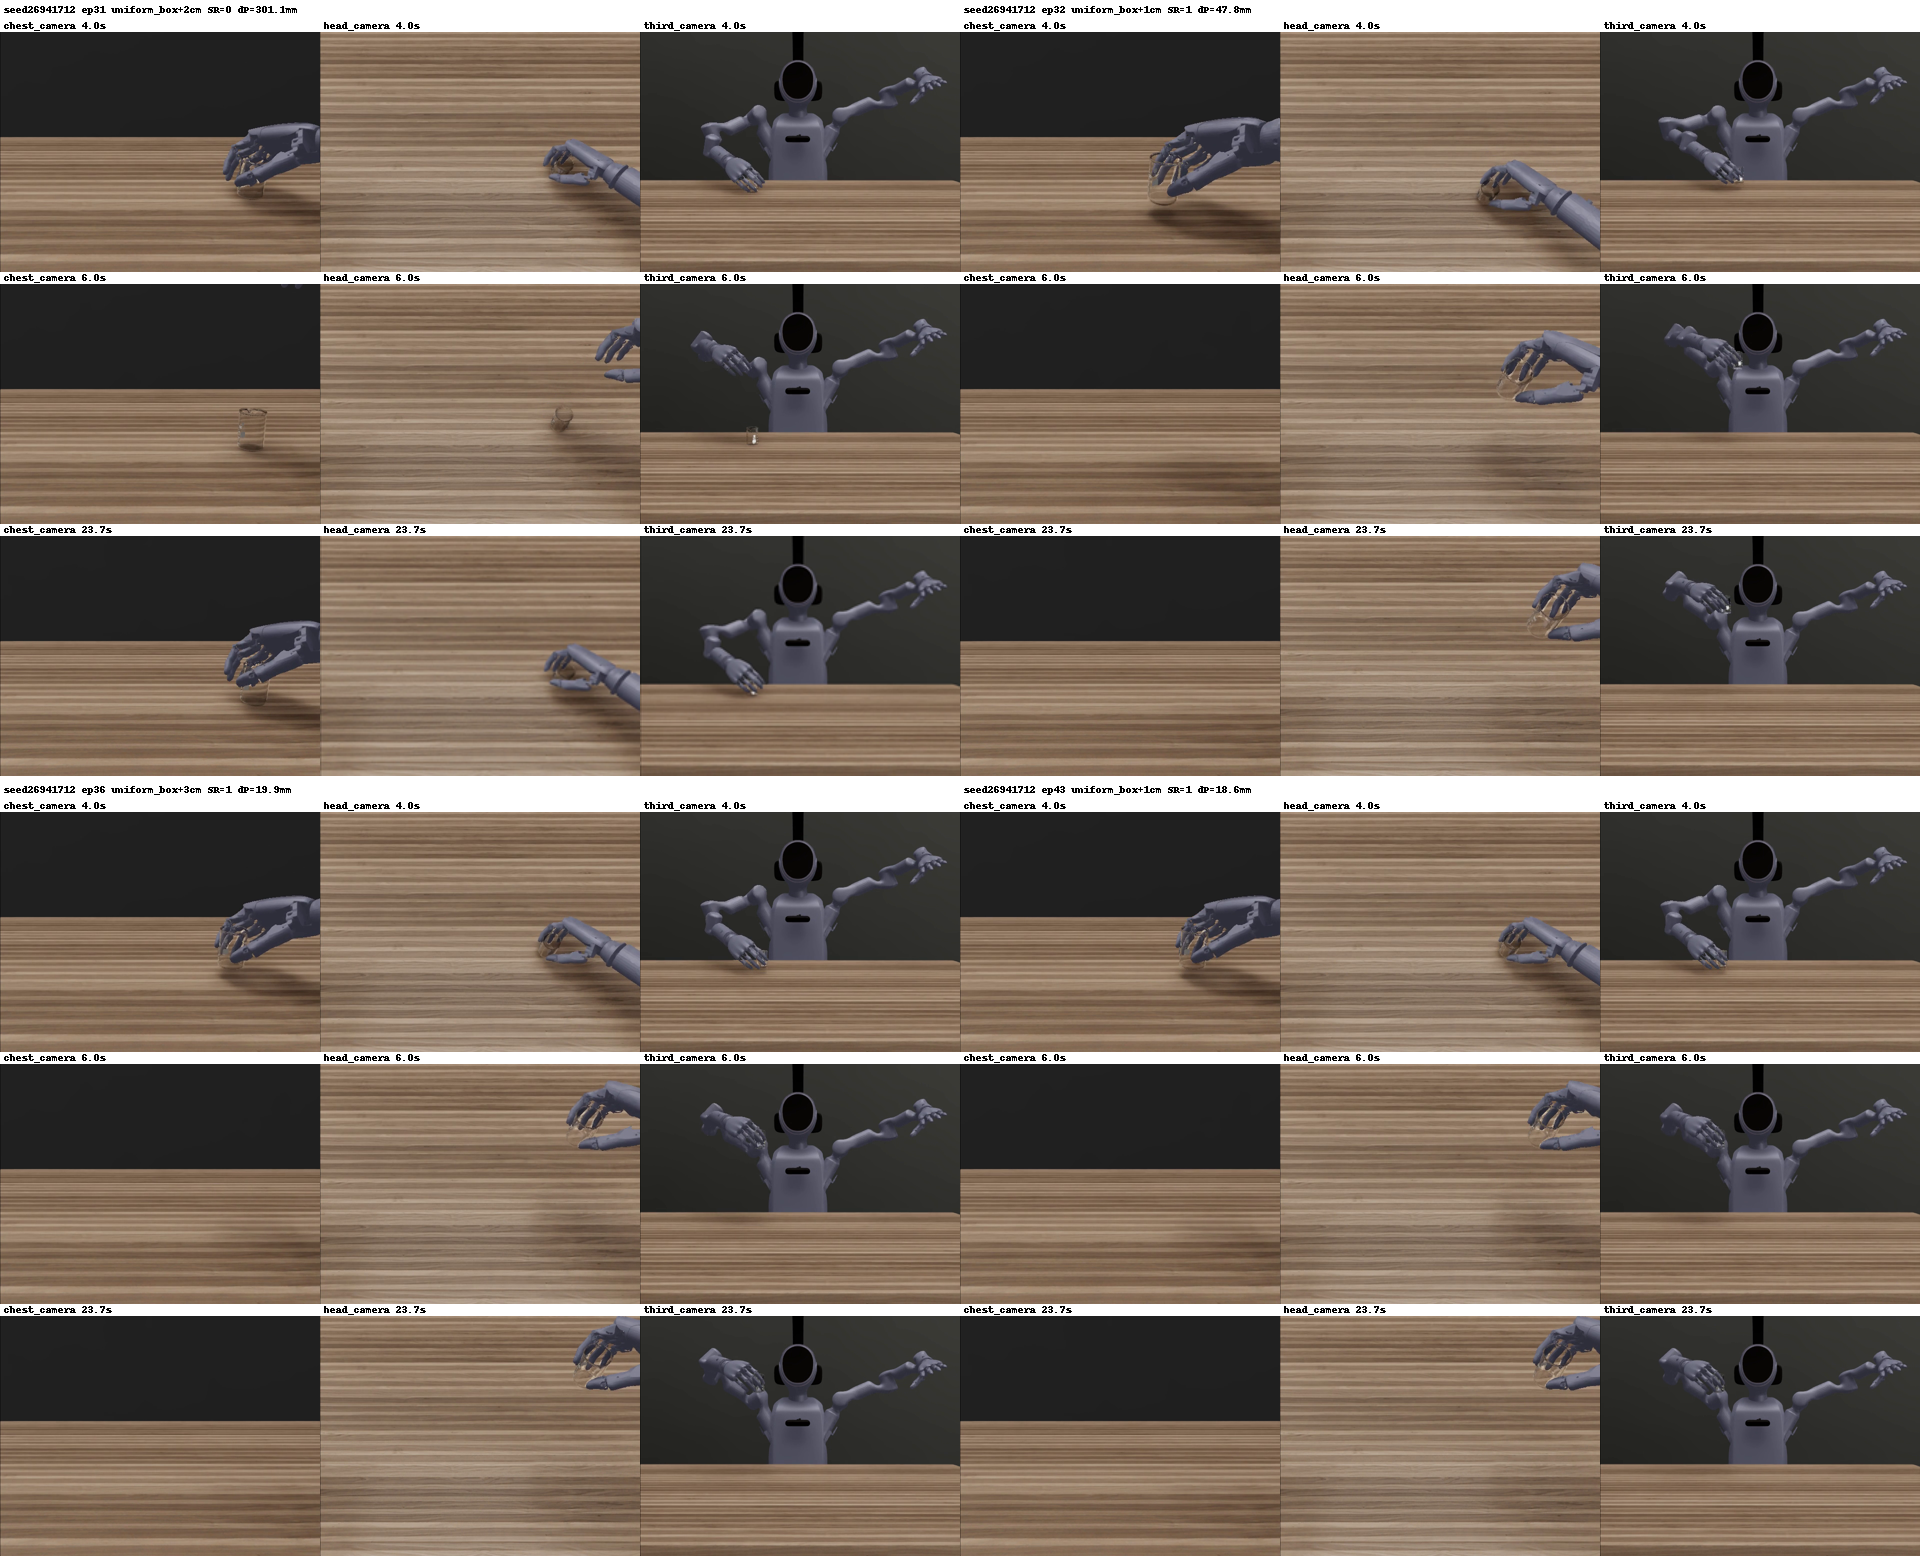 seed26941712 ep31 uniform_box+2cm SR=0 dP=301.1mm
seed26941712 ep32 uniform_box+1cm SR=1 dP=47.8mm
chest_camera 4.0s
head_camera 4.0s
third_camera 4.0s
chest_camera 4.0s
head_camera 4.0s
third_camera 4.0s
chest_camera 6.0s
head_camera 6.0s
third_camera 6.0s
chest_camera 6.0s
head_camera 6.0s
third_camera 6.0s
chest_camera 23.7s
head_camera 23.7s
third_camera 23.7s
chest_camera 23.7s
head_camera 23.7s
third_camera 23.7s
seed26941712 ep36 uniform_box+3cm SR=1 dP=19.9mm
seed26941712 ep43 uniform_box+1cm SR=1 dP=18.6mm
chest_camera 4.0s
head_camera 4.0s
third_camera 4.0s
chest_camera 4.0s
head_camera 4.0s
third_camera 4.0s
chest_camera 6.0s
head_camera 6.0s
third_camera 6.0s
chest_camera 6.0s
head_camera 6.0s
third_camera 6.0s
chest_camera 23.7s
head_camera 23.7s
third_camera 23.7s
chest_camera 23.7s
head_camera 23.7s
third_camera 23.7s